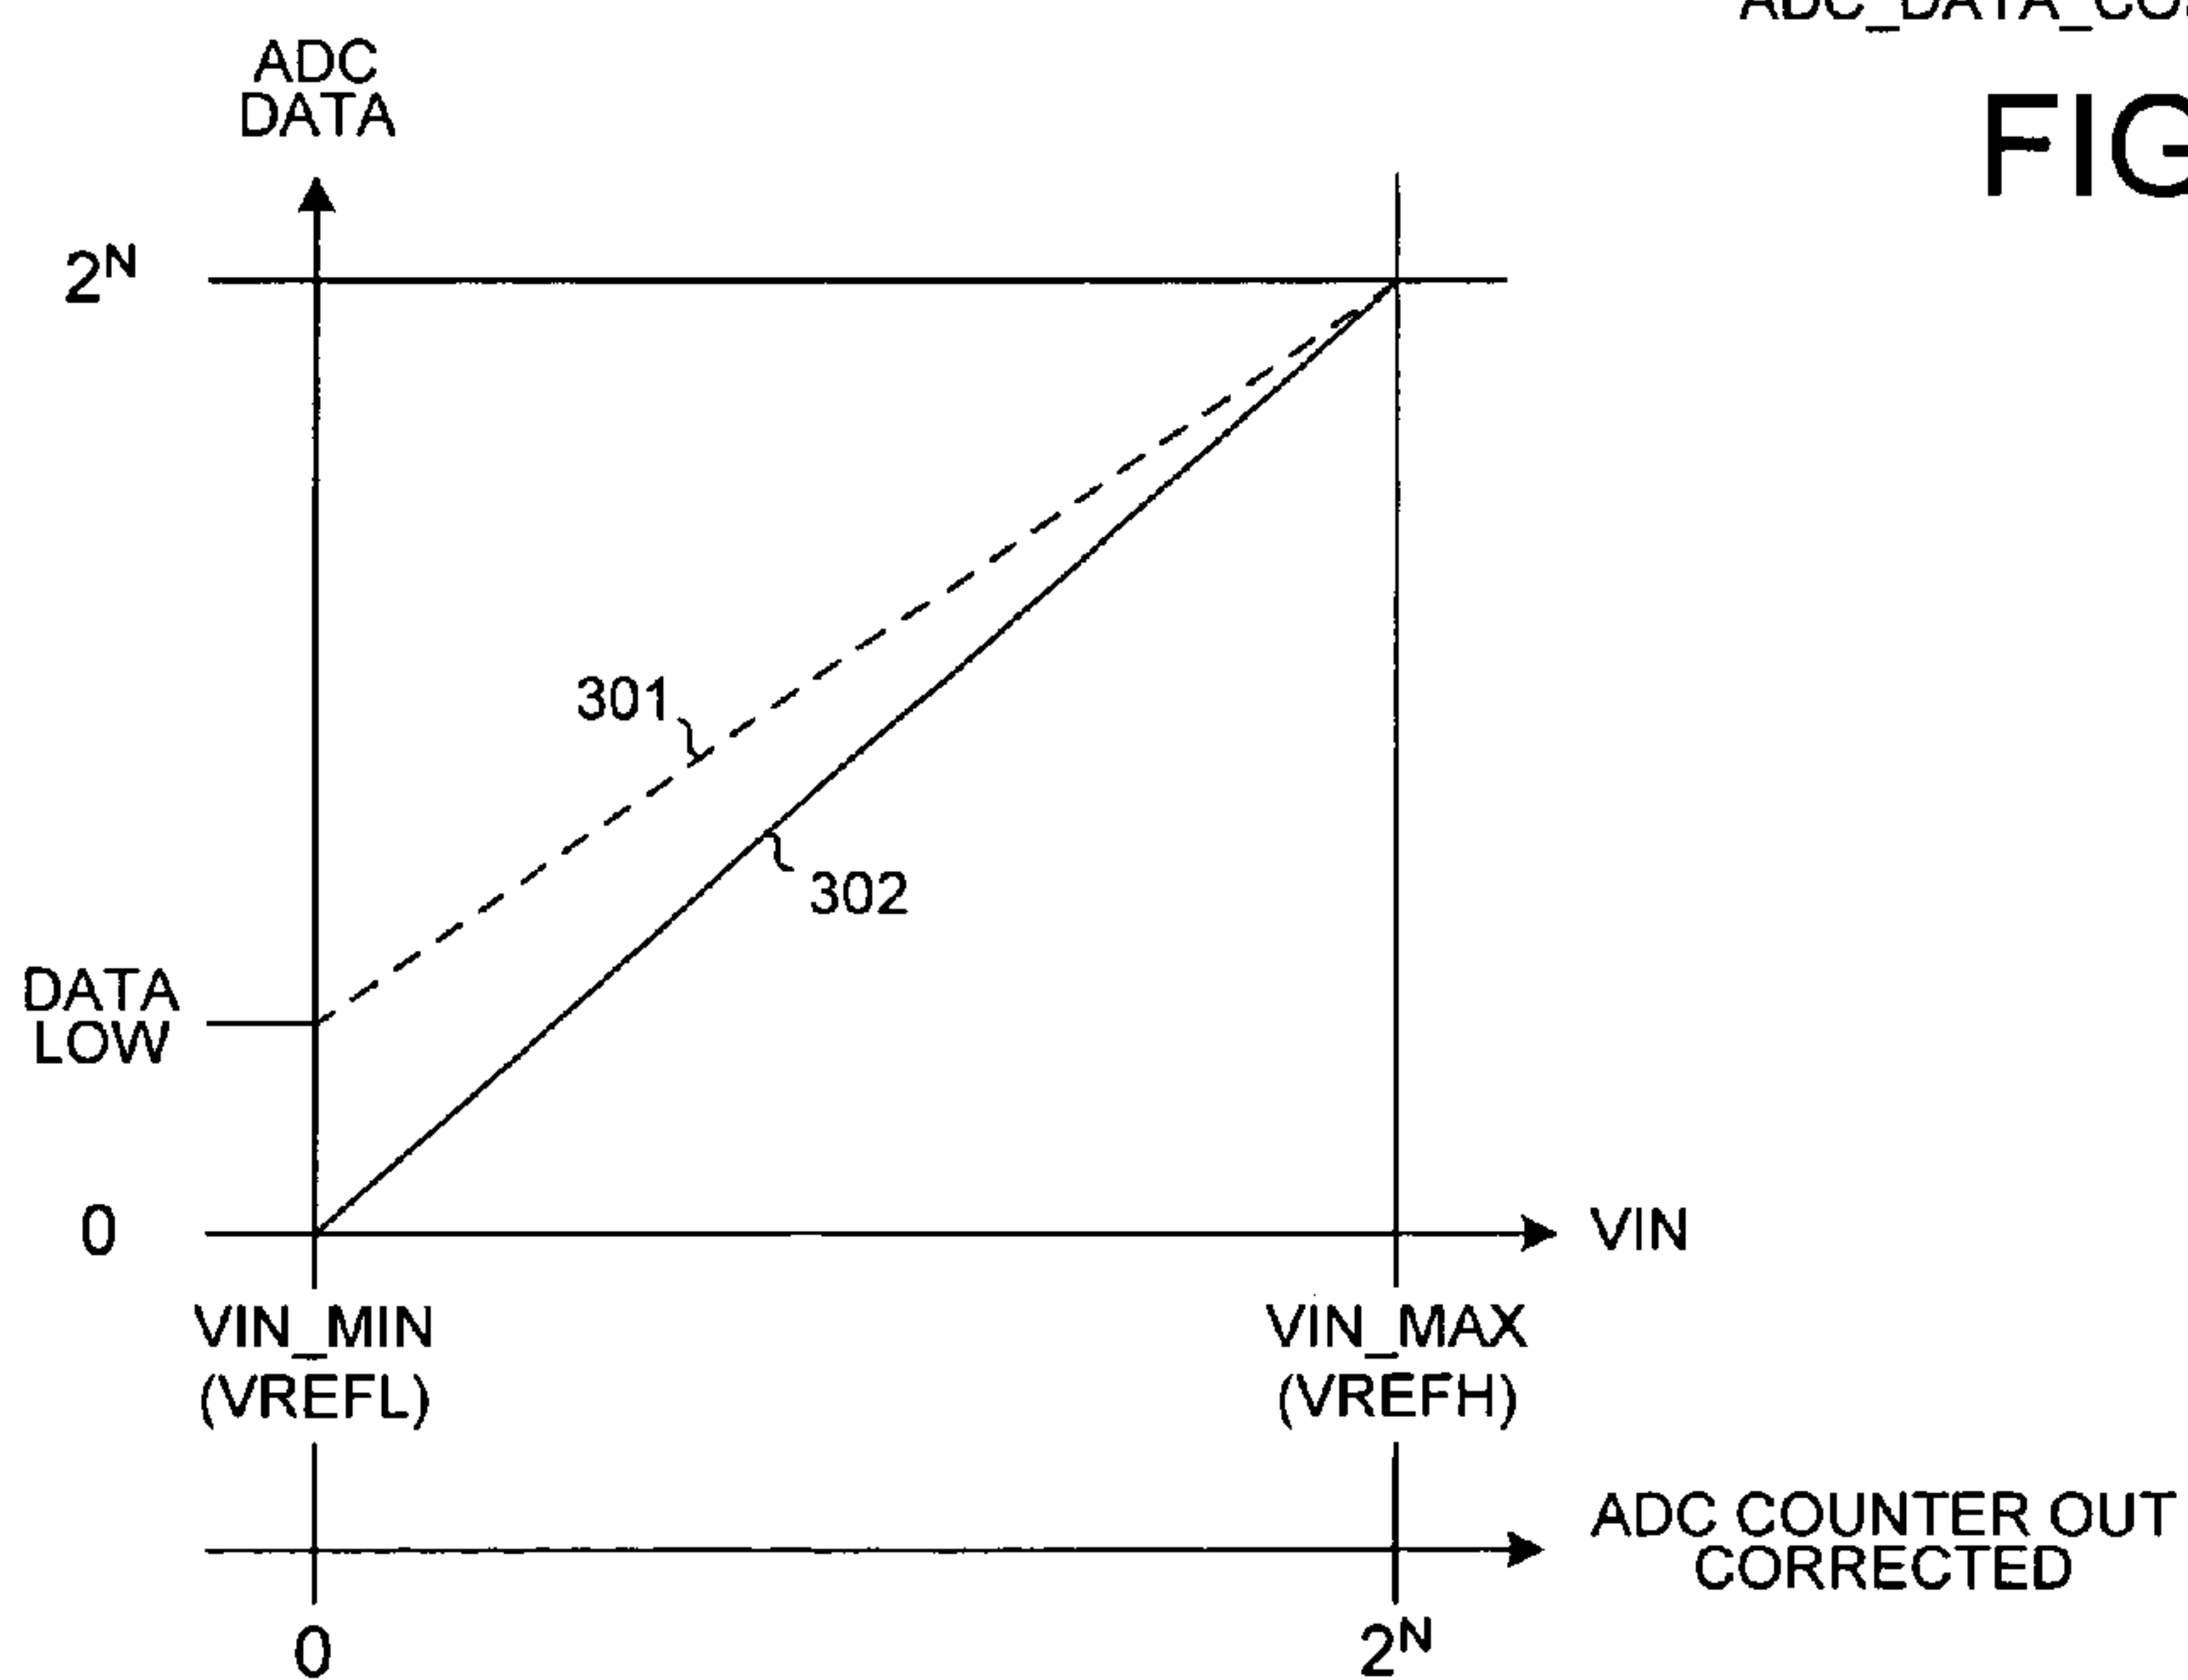 ADC
DATA
2^N
301
302
DATA
LOW
0
VIN
VIN_MIN
(VREFL)
VIN_MAX
(VREFH)
ADC COUNTER OUT
CORRECTED
0
2^N